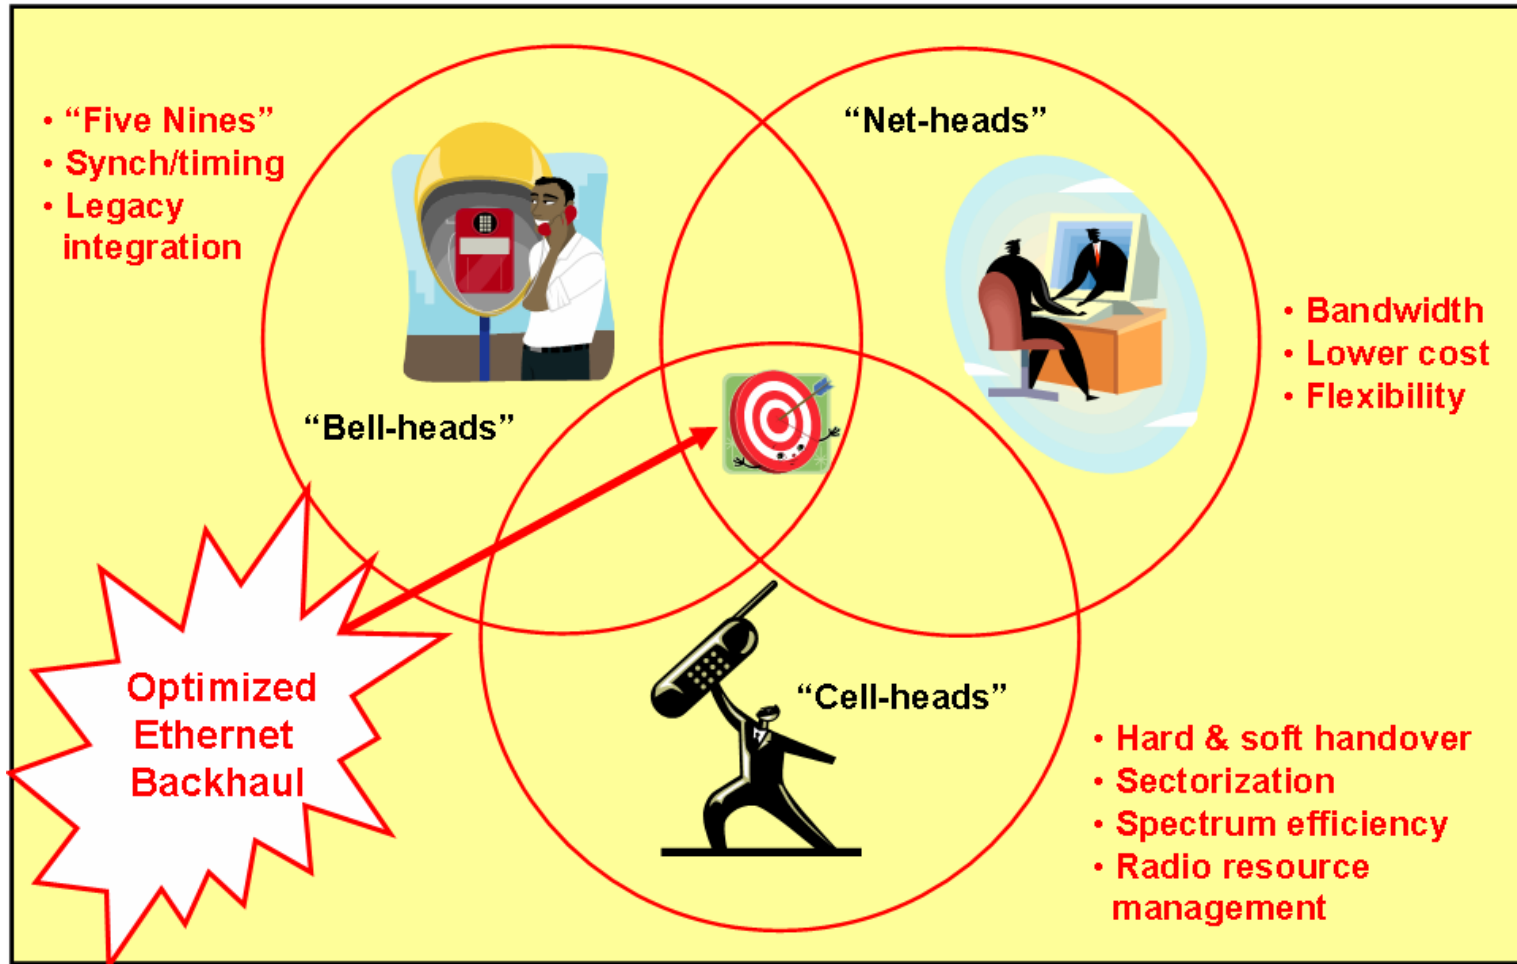 • “Five Nines”
• Synch/timing
• Legacy
integration
“Bell-heads”
“Net-heads”
• Bandwidth
• Lower cost
• Flexibility
“Cell-heads”
• Hard & soft handover
• Sectorization
• Spectrum efficiency
• Radio resource
management
Optimized
Ethernet
Backhaul